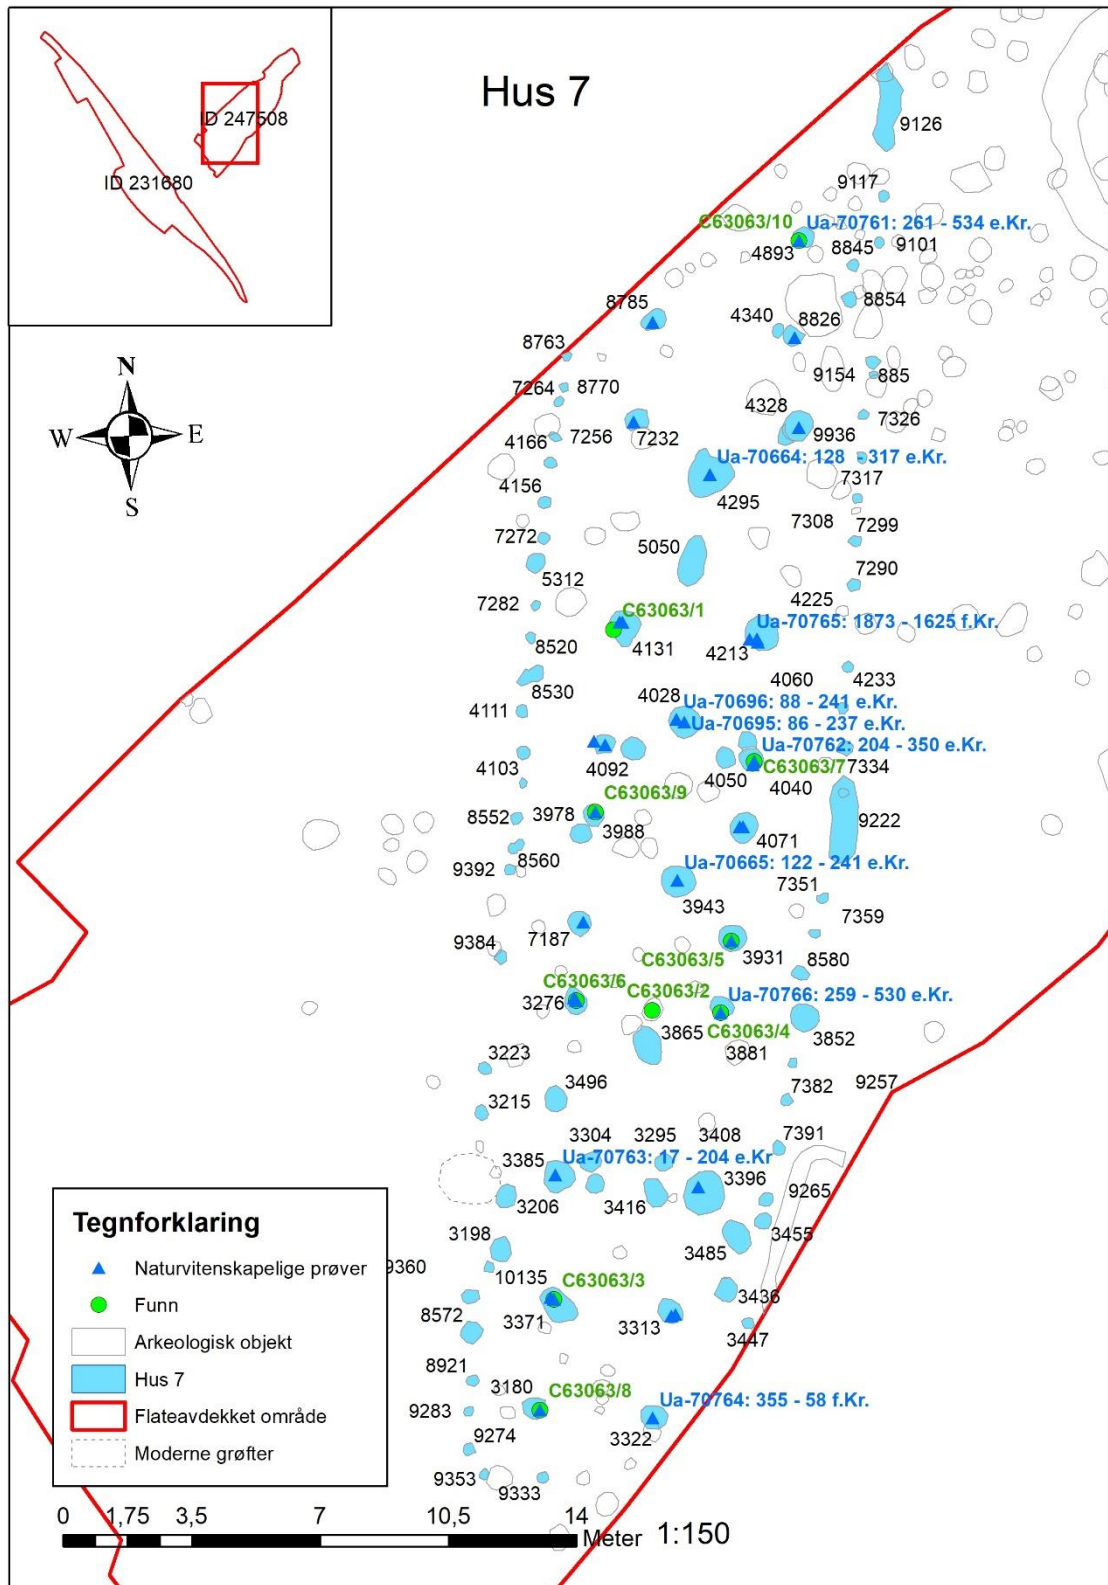 Hus 7
ID 247508
ID 231680
N
W E
S
9126
9117
C63063/10 Ua-70761: 261 - 534 e.Kr.
4893 8845 9101
8785
8854
4340 8826
8763
9154 885
7264 8770
4328 7326
4166 7256 7232 9936
Ua-70664: 128 - 317 e.Kr.
4156 7317
4295
7308 7299
7272 5050
5312 7290
4225
7282 C63063/1
Ua-70765: 1873 - 1625 f.Kr.
8520 4131 4213
4060 4233
8530
4028 Ua-70696: 88 - 241 e.Kr.
4111
Ua-70695: 86 - 237 e.Kr.
Ua-70762: 204 - 350 e.Kr.
4103 4092 4050 C63063/7 7334
4040
C63063/9
8552 3978 9222
3988
4071
8560
9392 Ua-70665: 122 - 241 e.Kr.
7351
3943 7359
9384 7187
C63063/5 3931
8580
C63063/6 C63063/2
3276 Ua-70766: 259 - 530 e.Kr.
C63063/4
3865 3852
3881
3223
7382 9257
3496
3215
3304 3295 3408 7391
3385 Ua-70763: 17 - 204 e.Kr
3396 9265
3206 3416
3455
3198 3485
9360
10135 C63063/3
3436
8572 3371 3313
3447
8921
3180 C63063/8
9283 Ua-70764: 355 - 58 f.Kr.
9274 3322
9353 9333
Tegnforklaring
Naturvitenskapelige prøver
Funn
Arkeologisk objekt
Hus 7
Flateavdekket område
Moderne grøfter
0 1,75 3,5 7 10,5 14
Meter 1:150